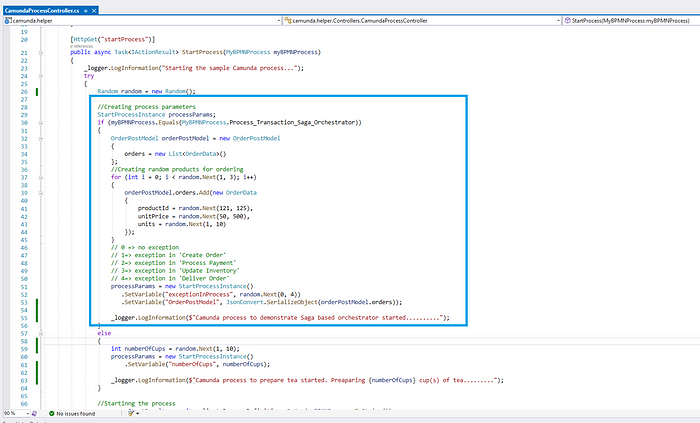 CamundaProcessController.cs
camunda.helper
camunda.helper.Controllers.CamundaProcessController
StartProcess(MyBPMNProcess myBPMNProcess)
19
20 [HttpGet("startProcess")]
0 references
21 public async Task<IActionResult> StartProcess(MyBPMNProcess myBPMNProcess)
22 {
23 _logger.LogInformation("Starting the sample Camunda process...");
24 try
25 {
26 Random random = new Random();
27
28 //Creating process parameters
29 StartProcessInstance processParams;
30 if (myBPMNProcess.Equals(MyBPMNProcess.Process_Transaction_Saga_Orchestrator))
31 {
32 OrderPostModel orderPostModel = new OrderPostModel
33 {
34 orders = new List<OrderData>()
35 };
36 //Creating random products for ordering
37 for (int i = 0; i < random.Next(1, 3); i++)
38 {
39 orderPostModel.orders.Add(new OrderData
40 {
41 productId = random.Next(121, 125),
42 unitPrice = random.Next(50, 500),
43 units = random.Next(1, 10)
44 });
45 }
46 // 0 => no exception
47 // 1=> exception in 'Create Order'
48 // 2=> exception in 'Process Payment'
49 // 3=> exception in 'Update Inventory'
50 // 4=> exception in 'Deliver Order'
51 processParams = new StartProcessInstance()
52 .SetVariable("exceptionInProcess", random.Next(0, 4))
53 .SetVariable("OrderPostModel", JsonConvert.SerializeObject(orderPostModel.orders));
54
55 _logger.LogInformation($"Camunda process to demonstrate Saga based orchestrator started..........");
56 }
57 else
58 {
59 int numberOfCups = random.Next(1, 10);
60 processParams = new StartProcessInstance()
61 .SetVariable("numberOfCups", numberOfCups);
62
63 _logger.LogInformation($"Camunda process to prepare tea started. Preaparing {numberOfCups} cup(s) of tea.........");
64 }
65
66 //Startinng the process
90 %
No issues found